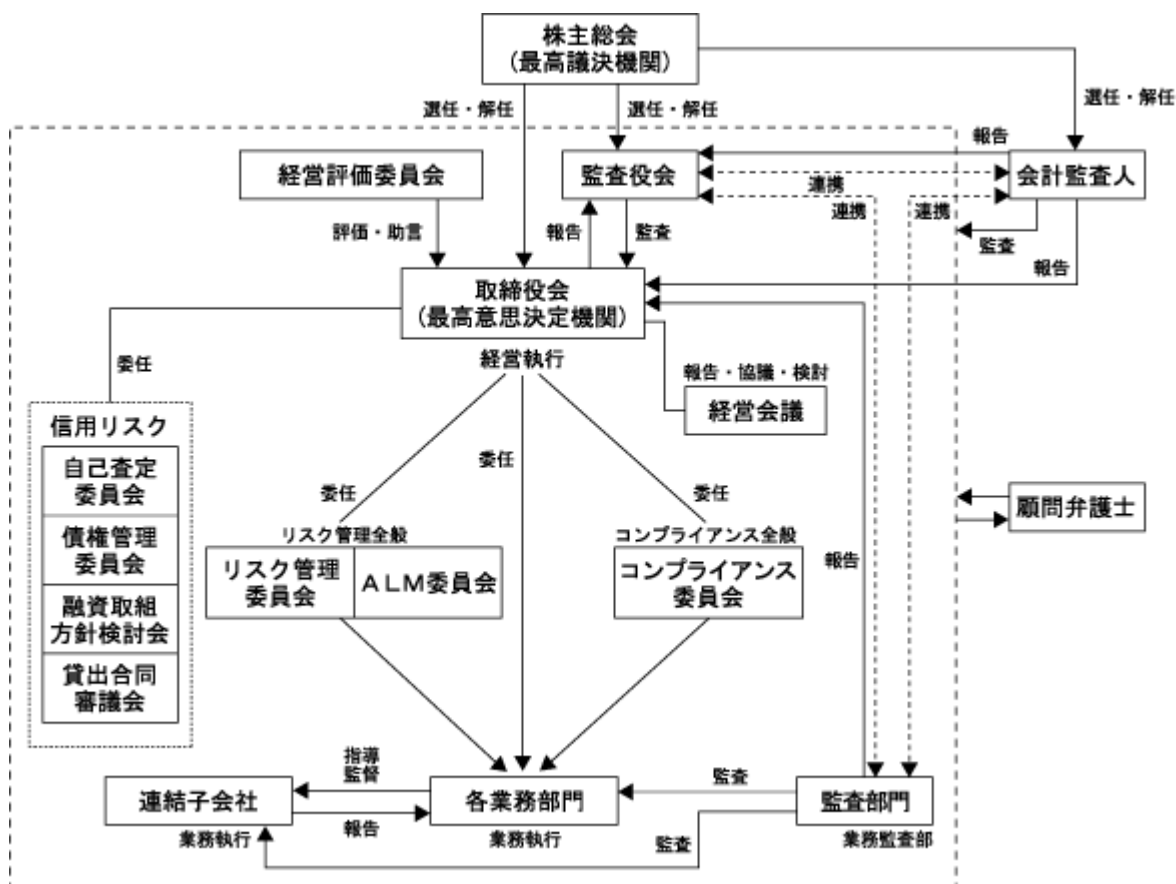 株主総会
（最高議決機関）
選任・解任
選任・解任
選任・解任
経営評価委員会
監査役会
報告
会計監査人
連携
連携
連携
評価・助言
報告
監査
監査
報告
取締役会
（最高意思決定機関）
経営執行
委任
報告・協議・検討
経営会議
信用リスク
自己査定
委員会
債権管理
委員会
融資取組
方針検討会
貸出合同
審議会
委任
委任
委任
リスク管理全般
リスク管理
委員会
ＡＬＭ委員会
コンプライアンス全般
コンプライアンス
委員会
報告
顧問弁護士
指導
監督
連結子会社
業務執行
報告
各業務部門
業務執行
監査
監査
監査部門
業務監査部